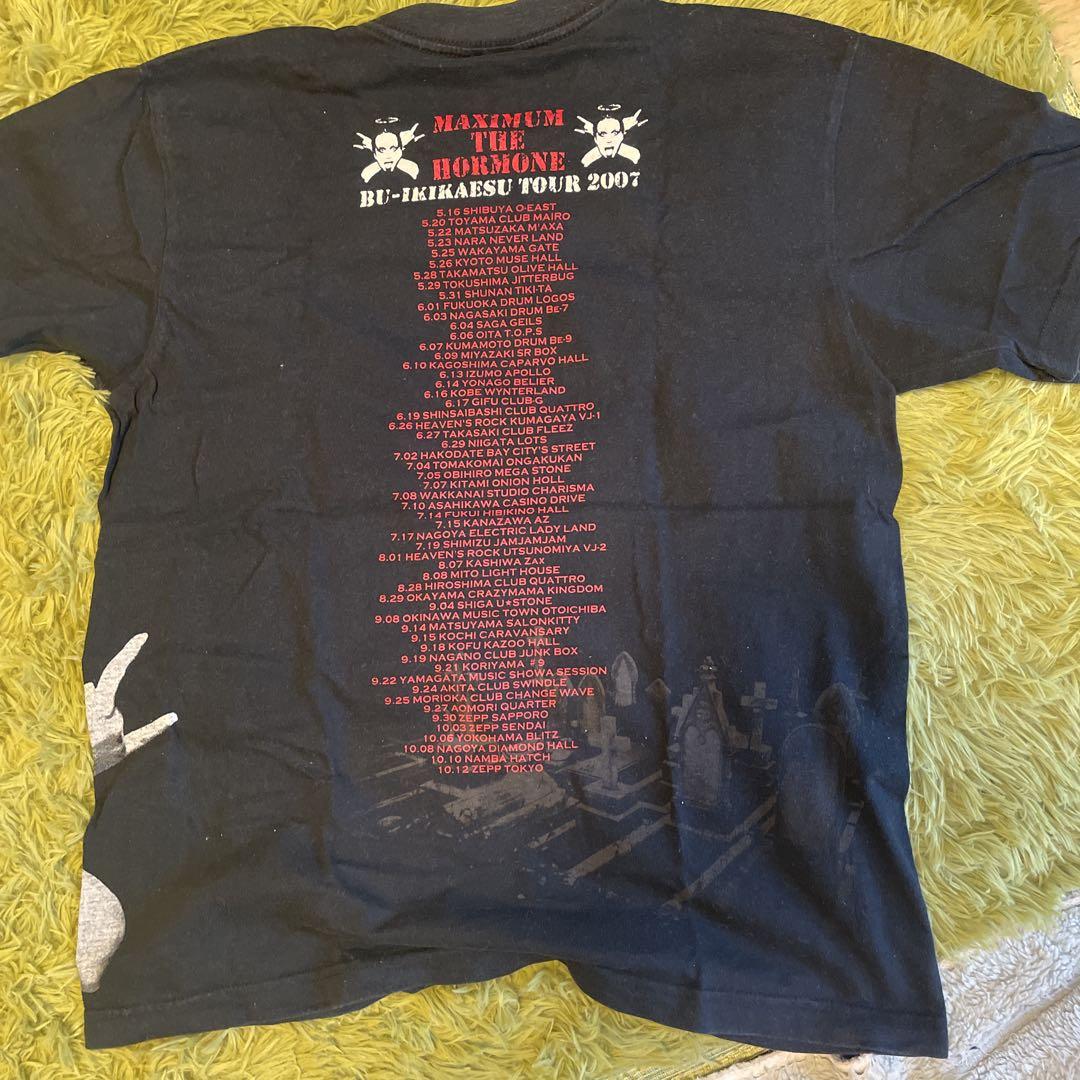 MAXIMUM
THE
HORMONE
BU-IKIKAESU TOUR 2007
5.16 SHIBUYA O-EAST
5.20 TOYAMA CLUB MAIRO
5.22 MATSUZAKA M'AXA
5.23 NARA NEVER LAND
5.25 WAKAYAMA GATE
5.26 KYOTO MUSE HALL
5.28 TAKAMATSU OLIVE HALL
5.29 TOKUSHIMA JITTERBUG
5.31 SHUNAN TIKI-TA
6.01 FUKUOKA DRUM LOGOS
6.03 NAGASAKI DRUM BE-7
6.04 SAGA GEILS
6.06 OITA T.O.P.S
6.07 KUMAMOTO DRUM BE-9
6.09 MIYAZAKI SR BOX
6.10 KAGOSHIMA CAPARVO HALL
6.13 IZUMO APOLLO
6.14 YONAGO BELIER
6.16 KOBE WYNTERLAND
6.17 GIFU CLUB-G
6.19 SHINSAIBASHI CLUB QUATTRO
6.26 HEAVEN'S ROCK KUMAGAYA VJ-1
6.27 TAKASAKI CLUB FLEEZ
6.29 NIIGATA LOTS
7.02 HAKODATE BAY CITY'S STREET
7.04 TOMAKOMAI ONGAKUKAN
7.05 OBIHIRO MEGA STONE
7.07 KITAMI ONION HOLL
7.08 WAKKANAI STUDIO CHARISMA
7.10 ASAHIKAWA CASINO DRIVE
7.14 FUKUI HIBIKINO HALL
7.15 KANAZAWA AZ
7.17 NAGOYA ELECTRIC LADY LAND
7.19 SHIMIZU JAMJAMJAM
8.01 HEAVEN'S ROCK UTSUNOMIYA VJ-2
8.07 KASHIWA ZAX
8.08 MITO LIGHT HOUSE
8.28 HIROSHIMA CLUB QUATTRO
8.29 OKAYAMA CRAZYMAMA KINGDOM
9.04 SHIGA U★STONE
9.08 OKINAWA MUSIC TOWN OTOICHIBA
9.14 MATSUYAMA SALONKITTY
9.15 KOCHI CARAVANSARY
9.18 KOFU KAZOO HALL
9.19 NAGANO CLUB JUNK BOX
9.21 KORIYAMA #9
9.22 YAMAGATA MUSIC SHOWA SESSION
9.24 AKITA CLUB SWINDLE
9.25 MORIOKA CLUB CHANGE WAVE
9.27 AOMORI QUARTER
9.30 ZEPP SAPPORO
10.03 ZEPP SENDAI
10.06 YOKOHAMA BLITZ
10.08 NAGOYA DIAMOND HALL
10.10 NAMBA HATCH
10.12 ZEPP TOKYO